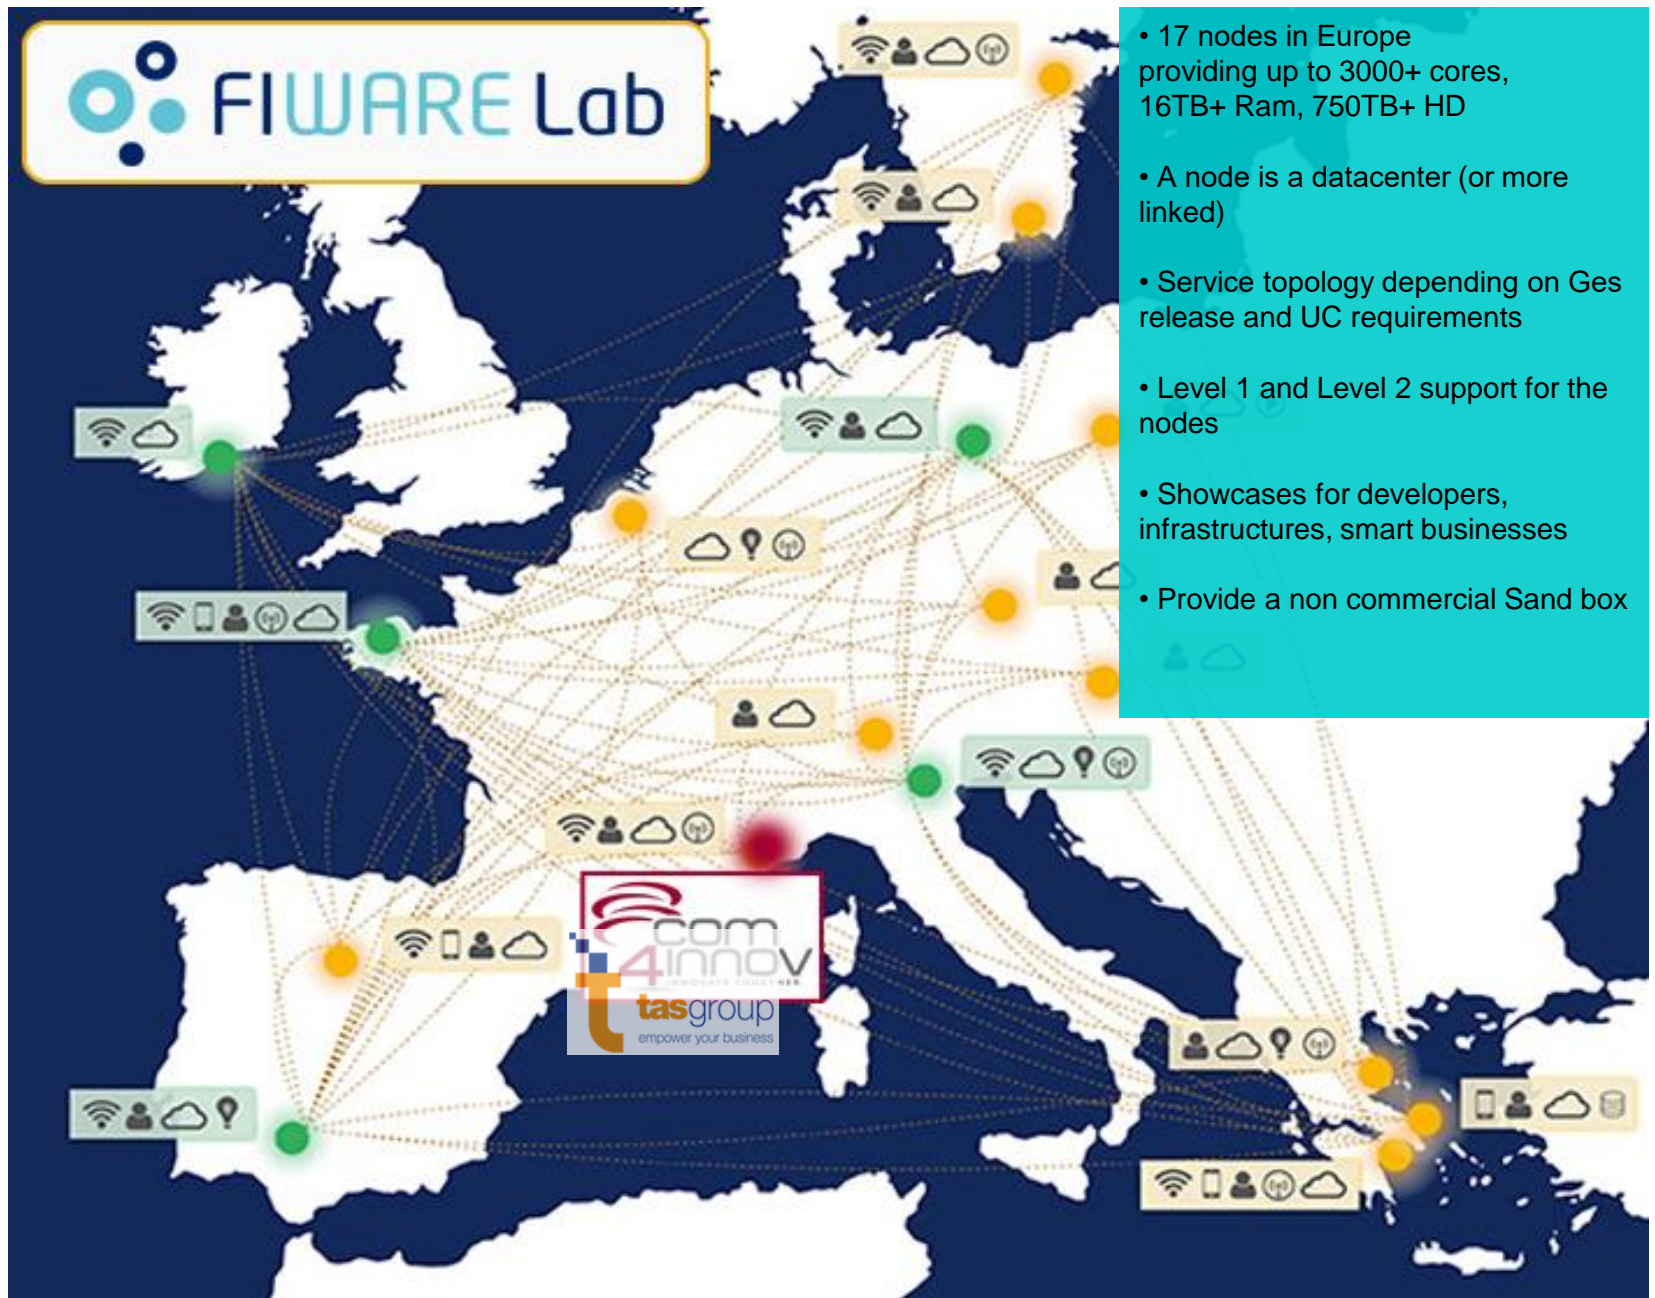 FIWARE Lab
• 17 nodes in Europe
providing up to 3000+ cores,
16TB+ Ram, 750TB+ HD
• A node is a datacenter (or more
linked)
• Service topology depending on Ges
release and UC requirements
• Level 1 and Level 2 support for the
nodes
• Showcases for developers,
infrastructures, smart businesses
• Provide a non commercial Sand box
com
4innov
INNOVATE TOGETHER
tasgroup
empower your business